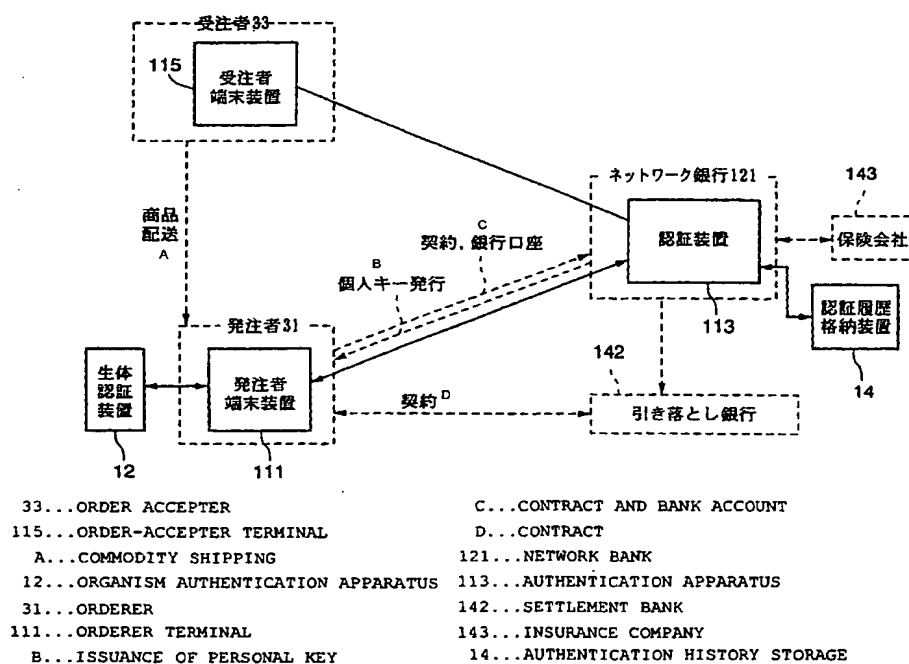 受注者33
115
受注者
端末装置
ネットワーク銀行121
143
商品
配送
A
C
契約,銀行口座
認証装置
保険会社
B
個人キー発行
発注者31
113
認証履歴
格納装置
142
生体
認証
装置
発注者
端末装置
契約D
引き落とし銀行
14
12
111
33...ORDER ACCEPTER
115...ORDER-ACCEPTER TERMINAL
A...COMMODITY SHIPPING
12...ORGANISM AUTHENTICATION APPARATUS
31...ORDERER
111...ORDERER TERMINAL
B...ISSUANCE OF PERSONAL KEY
C...CONTRACT AND BANK ACCOUNT
D...CONTRACT
121...NETWORK BANK
113...AUTHENTICATION APPARATUS
142...SETTLEMENT BANK
143...INSURANCE COMPANY
14...AUTHENTICATION HISTORY STORAGE